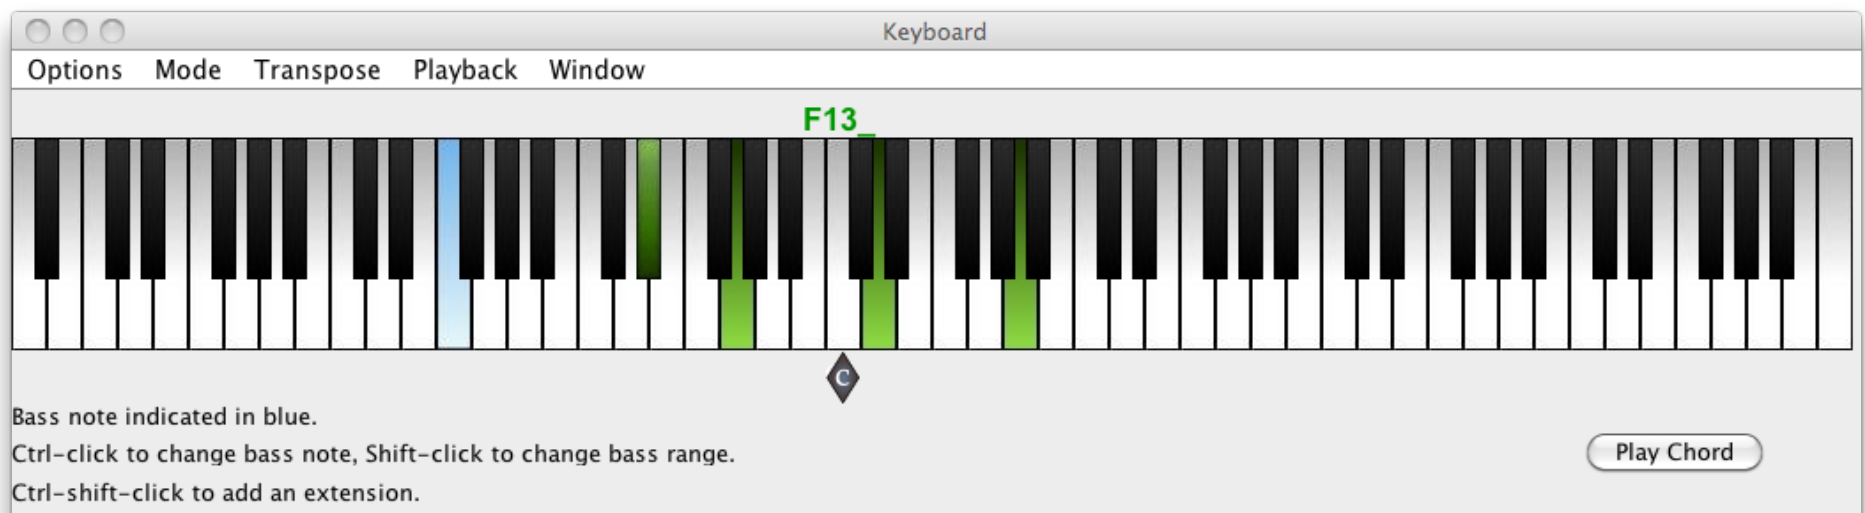 Keyboard
Options Mode Transpose Playback Window
F13_
C
Bass note indicated in blue.
Ctrl-click to change bass note, Shift-click to change bass range.
Play Chord
Ctrl-shift-click to add an extension.